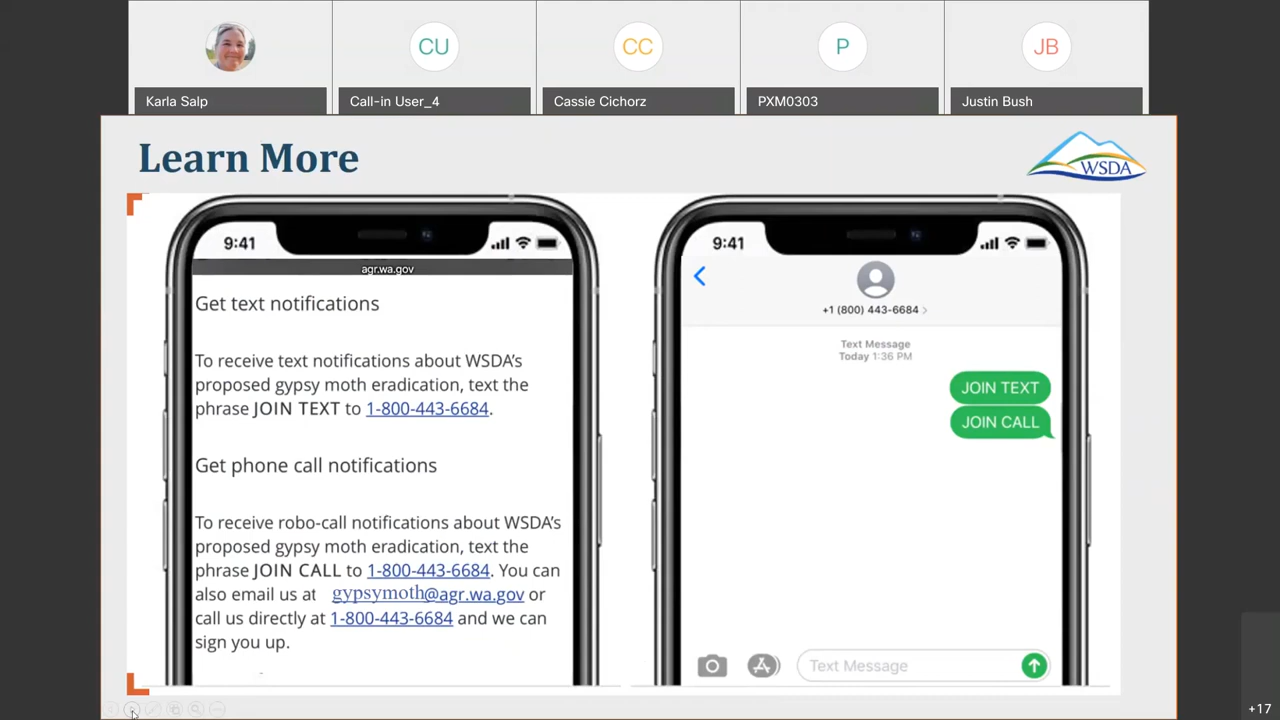 CU
CC
P
JB
Karla Salp
Call-in User_4
Cassie Cichorz
PXM0303
Justin Bush
Learn More
WSDA
9:41
agr.wa.gov
Get text notifications
To receive text notifications about WSDA's
proposed gypsy moth eradication, text the
phrase JOIN TEXT to 1-800-443-6684.
Get phone call notifications
To receive robo-call notifications about WSDA's
proposed gypsy moth eradication, text the
phrase JOIN CALL to 1-800-443-6684. You can
also email us at gypsymoth@agr.wa.gov or
call us directly at 1-800-443-6684 and we can
sign you up.
9:41
+1 (800) 443-6684 >
Text Message
Today 1:36 PM
JOIN TEXT
JOIN CALL
Text Message
+17